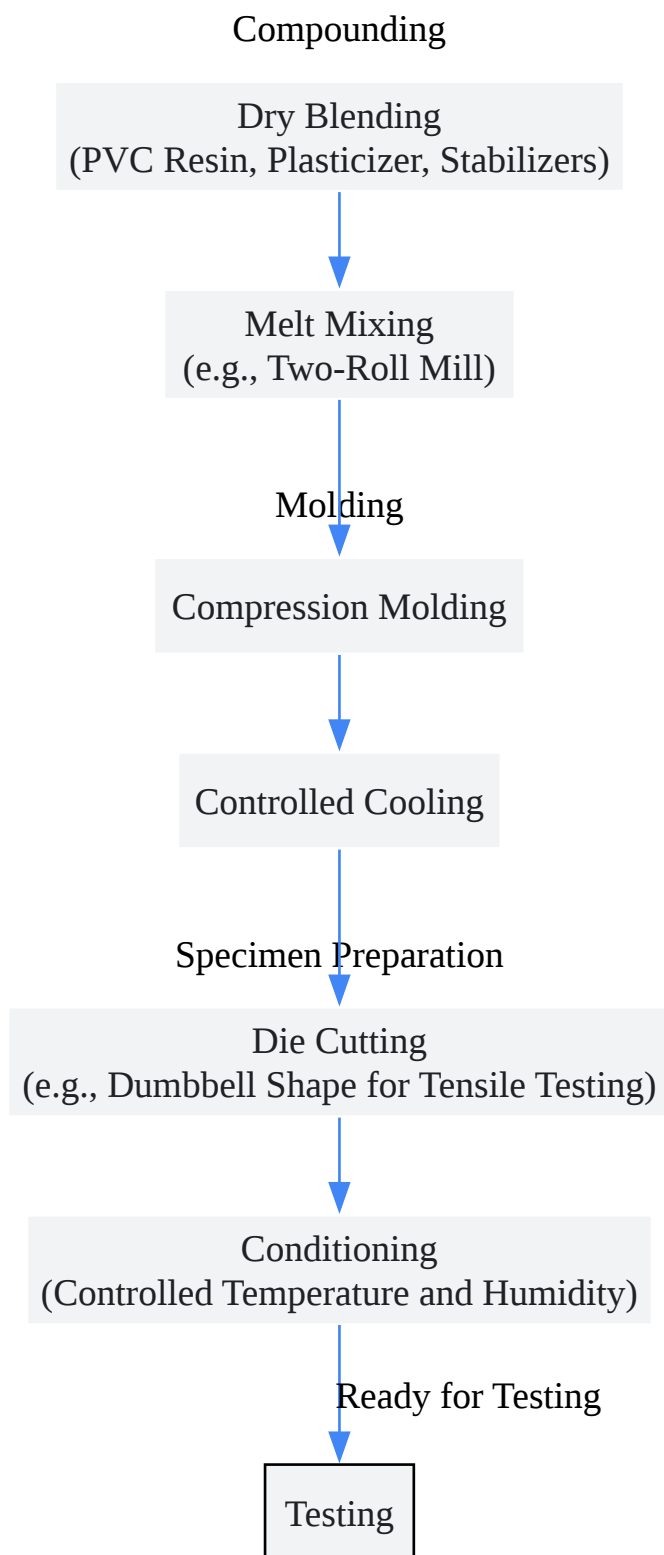 Compounding
Dry Blending
(PVC Resin, Plasticizer, Stabilizers)
Melt Mixing
(e.g., Two-Roll Mill)
Molding
Compression Molding
Controlled Cooling
Specimen Preparation
Die Cutting
(e.g., Dumbbell Shape for Tensile Testing)
Conditioning
(Controlled Temperature and Humidity)
Ready for Testing
Testing